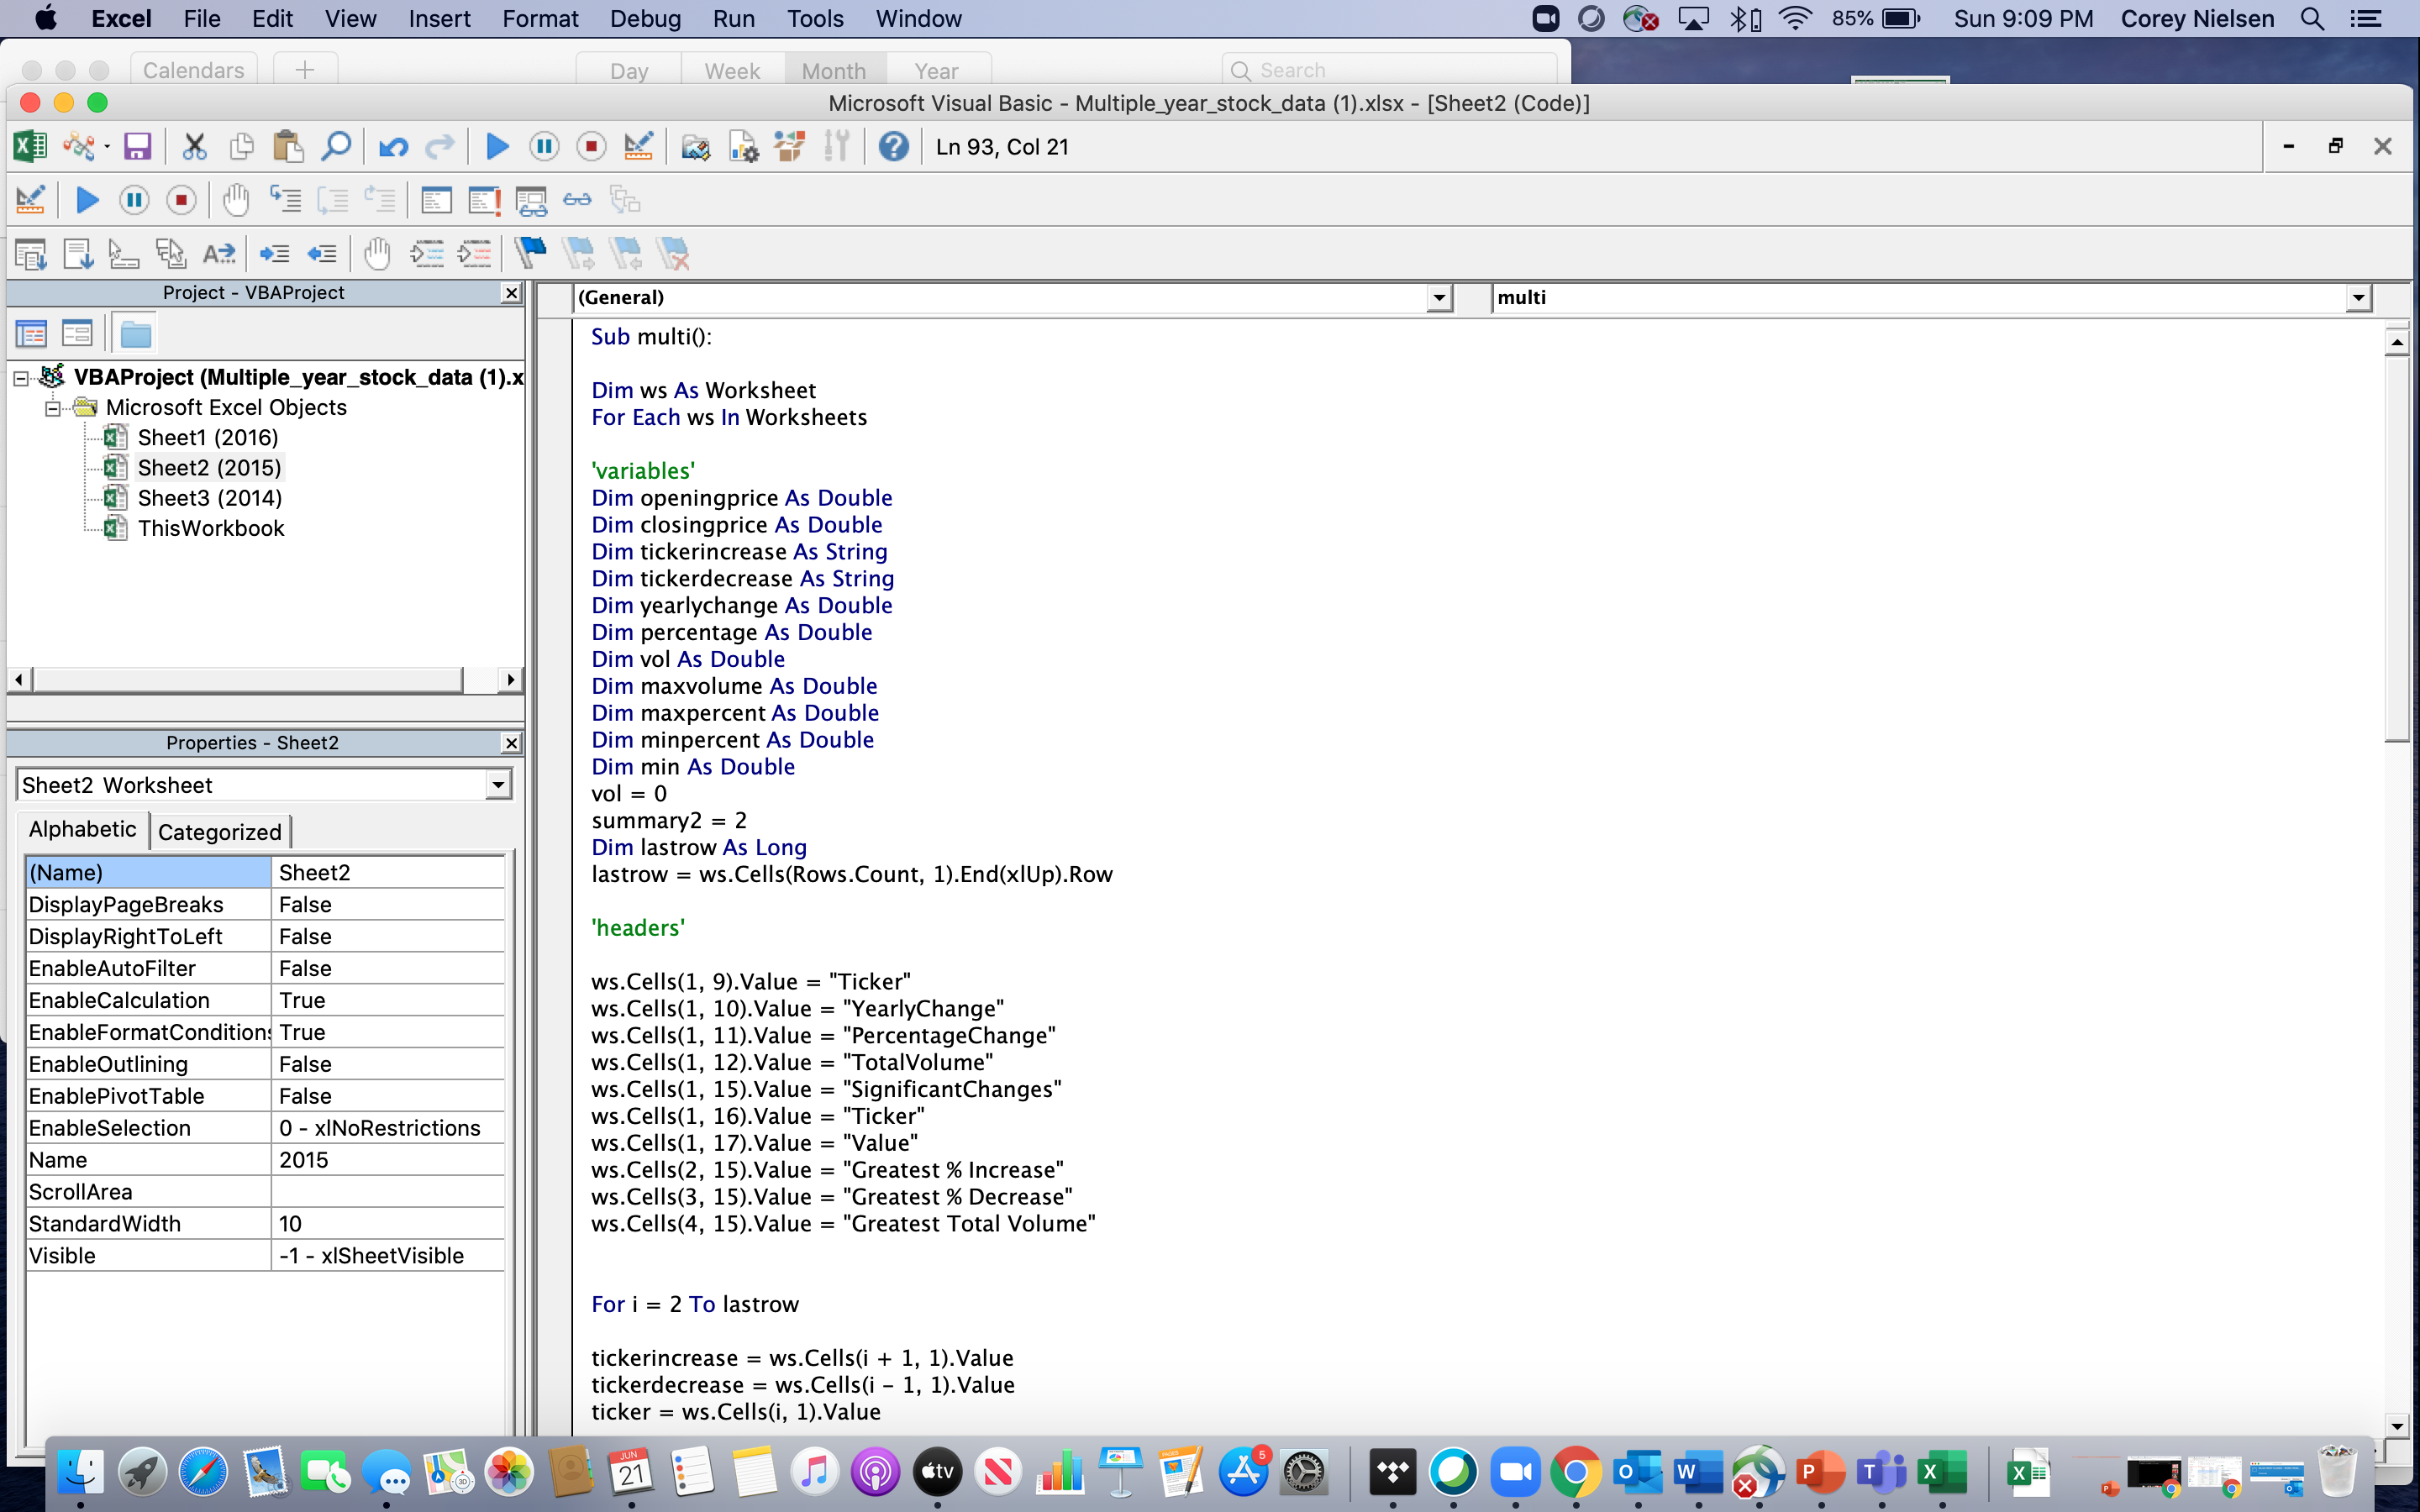 Excel File Edit View Insert Format Debug Run Tools Window 85% Sun 9:09 PM Corey Nielsen
Calendars Day Week Month Year Search
Microsoft Visual Basic - Multiple_year_stock_data (1).xlsx - [Sheet2 (Code)]
Ln 93, Col 21
Project - VBAProject
(General) multi
VBAProject (Multiple_year_stock_data (1).x
Microsoft Excel Objects
Sheet1 (2016)
Sheet2 (2015)
Sheet3 (2014)
ThisWorkbook
Properties - Sheet2
Sheet2 Worksheet
Alphabetic Categorized
(Name) Sheet2
DisplayPageBreaks False
DisplayRightToLeft False
EnableAutoFilter False
EnableCalculation True
EnableFormatConditions True
EnableOutlining False
EnablePivotTable False
EnableSelection 0 - xlNoRestrictions
Name 2015
ScrollArea
StandardWidth 10
Visible -1 - xlSheetVisible
Sub multi():
Dim ws As Worksheet
For Each ws In Worksheets
'variables'
Dim openingprice As Double
Dim closingprice As Double
Dim tickerincrease As String
Dim tickerdecrease As String
Dim yearlychange As Double
Dim percentage As Double
Dim vol As Double
Dim maxvolume As Double
Dim maxpercent As Double
Dim minpercent As Double
Dim min As Double
vol = 0
summary2 = 2
Dim lastrow As Long
lastrow = ws.Cells(Rows.Count, 1).End(xlUp).Row
'headers'
ws.Cells(1, 9).Value = "Ticker"
ws.Cells(1, 10).Value = "YearlyChange"
ws.Cells(1, 11).Value = "PercentageChange"
ws.Cells(1, 12).Value = "TotalVolume"
ws.Cells(1, 15).Value = "SignificantChanges"
ws.Cells(1, 16).Value = "Ticker"
ws.Cells(1, 17).Value = "Value"
ws.Cells(2, 15).Value = "Greatest % Increase"
ws.Cells(3, 15).Value = "Greatest % Decrease"
ws.Cells(4, 15).Value = "Greatest Total Volume"
For i = 2 To lastrow
tickerincrease = ws.Cells(i + 1, 1).Value
tickerdecrease = ws.Cells(i - 1, 1).Value
ticker = ws.Cells(i, 1).Value
JUN
21
tv
5